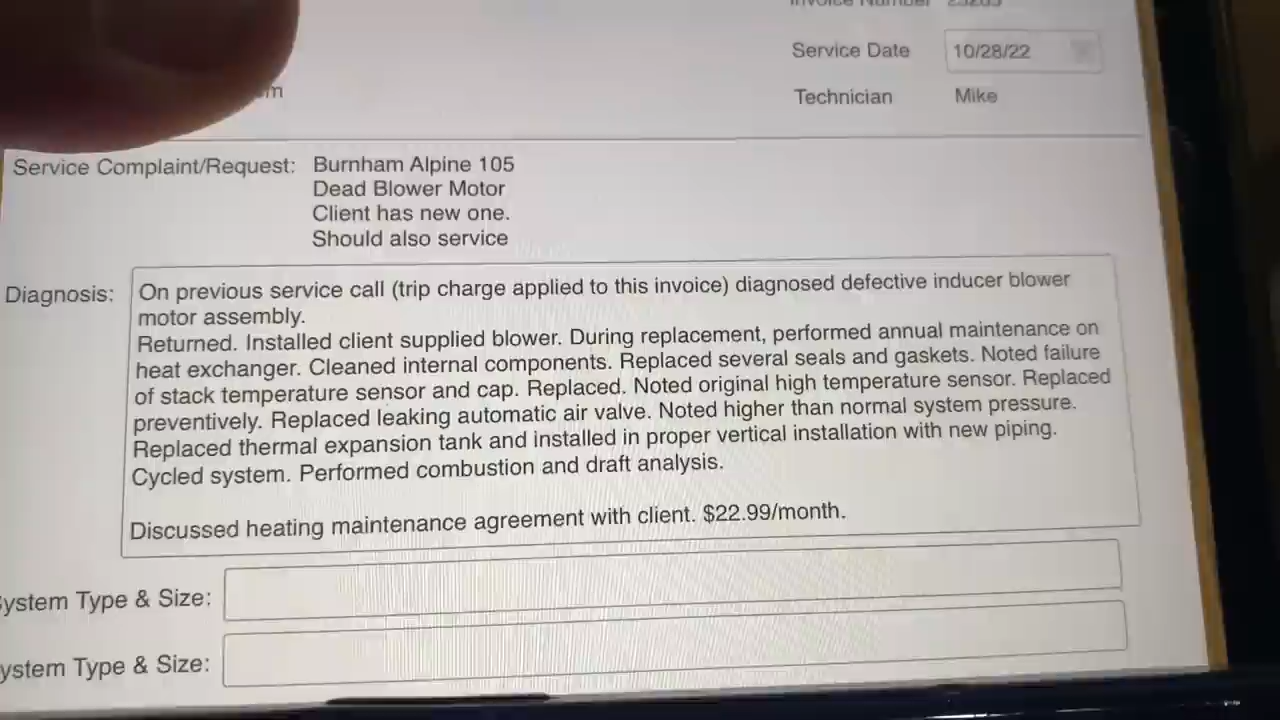 Invoice Number 23203
Service Date 10/28/22
Technician Mike
Service Complaint/Request: Burnham Alpine 105
Dead Blower Motor
Client has new one.
Should also service
Diagnosis: On previous service call (trip charge applied to this invoice) diagnosed defective inducer blower
motor assembly.
Returned. Installed client supplied blower. During replacement, performed annual maintenance on
heat exchanger. Cleaned internal components. Replaced several seals and gaskets. Noted failure
of stack temperature sensor and cap. Replaced. Noted original high temperature sensor. Replaced
preventively. Replaced leaking automatic air valve. Noted higher than normal system pressure.
Replaced thermal expansion tank and installed in proper vertical installation with new piping.
Cycled system. Performed combustion and draft analysis.
Discussed heating maintenance agreement with client. $22.99/month.
System Type & Size:
ystem Type & Size: